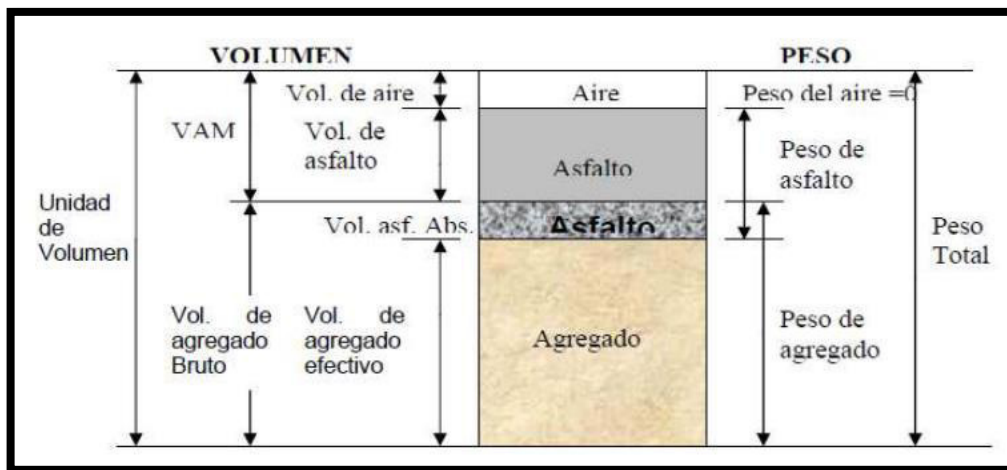 VOLUMEN
PESO
Vol. de aire
Aire
Peso del aire =0
VAM
Vol. de
asfalto
Asfalto
Peso de
asfalto
Unidad
de
Volumen
Vol. asf. Abs.
Asfalto
Peso
Total
Vol. de
agregado
Bruto
Vol. de
agregado
efectivo
Agregado
Peso de
agregado